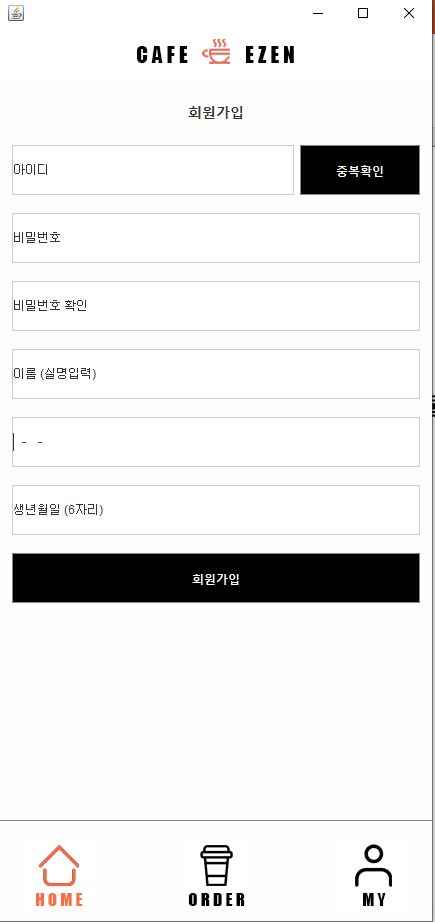 CAFE EZEN
회원가입
아이디 중복확인
비밀번호
비밀번호 확인
이름 (실명입력)
- -
생년월일 (6자리)
회원가입
HOME ORDER MY